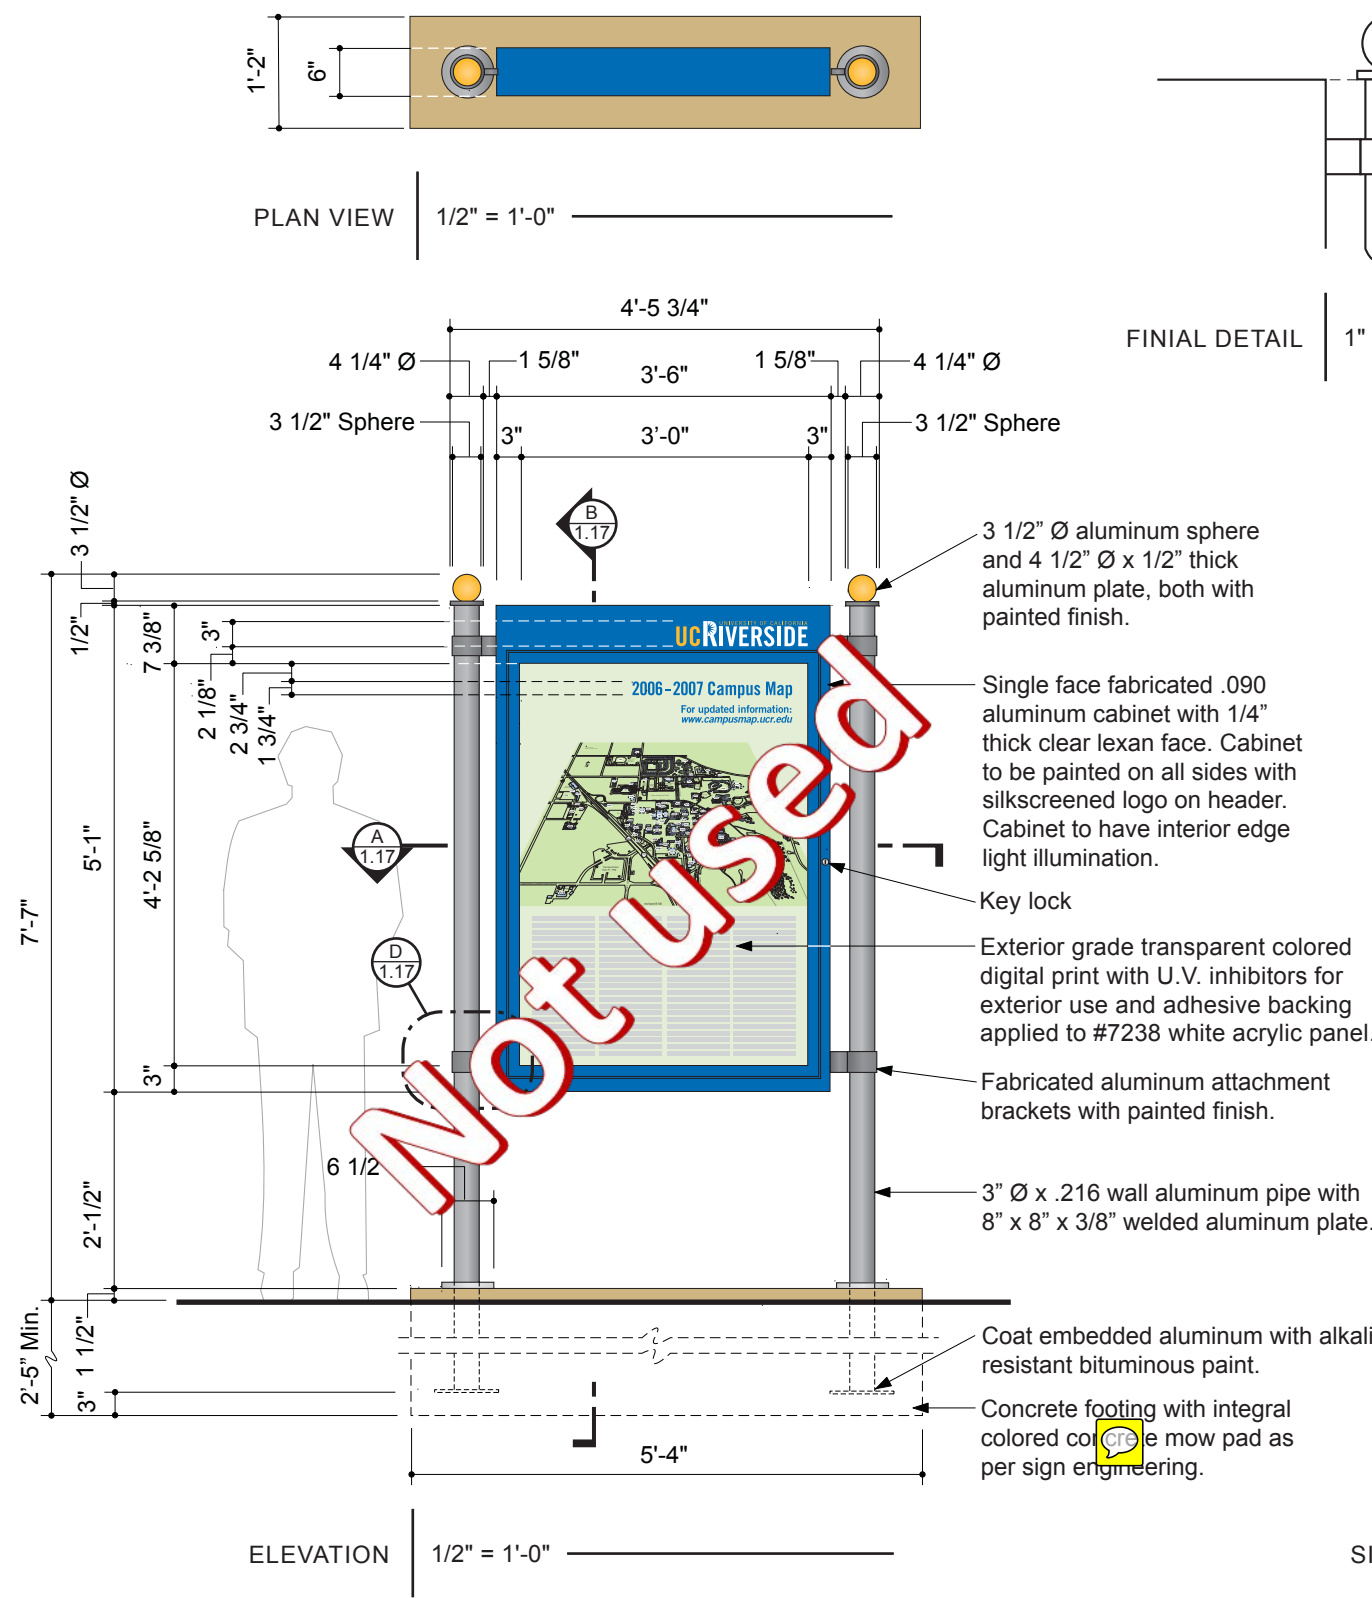 1'-2"
6"
PLAN VIEW
1/2" = 1'-0"
FINIAL DETAIL
1"
4'-5 3/4"
4 1/4" Ø
1 5/8"
3'-6"
1 5/8"
4 1/4" Ø
3 1/2" Sphere
3"
3'-0"
3"
3 1/2" Sphere
B
1.17
3 1/2" Ø
1/2"
7 3/8"
3"
2 1/8"
2 3/4"
1 3/4"
5'-1"
4'-2 5/8"
7'-7"
3"
2'-1/2"
2'-5" Min.
1 1/2"
3"
A
1.17
D
1.17
6 1/2
UNIVERSITY OF CALIFORNIA
UCRIVERSIDE
2006-2007 Campus Map
For updated information:
www.campusmap.ucr.edu
Not used
3 1/2” Ø aluminum sphere
and 4 1/2” Ø x 1/2” thick
aluminum plate, both with
painted finish.
Single face fabricated .090
aluminum cabinet with 1/4”
thick clear lexan face. Cabinet
to be painted on all sides with
silkscreened logo on header.
Cabinet to have interior edge
light illumination.
Key lock
Exterior grade transparent colored
digital print with U.V. inhibitors for
exterior use and adhesive backing
applied to #7238 white acrylic panel.
Fabricated aluminum attachment
brackets with painted finish.
3” Ø x .216 wall aluminum pipe with
8” x 8” x 3/8” welded aluminum plate.
Coat embedded aluminum with alkali
resistant bituminous paint.
Concrete footing with integral
colored concrete mow pad as
per sign engineering.
5'-4"
ELEVATION
1/2" = 1'-0"